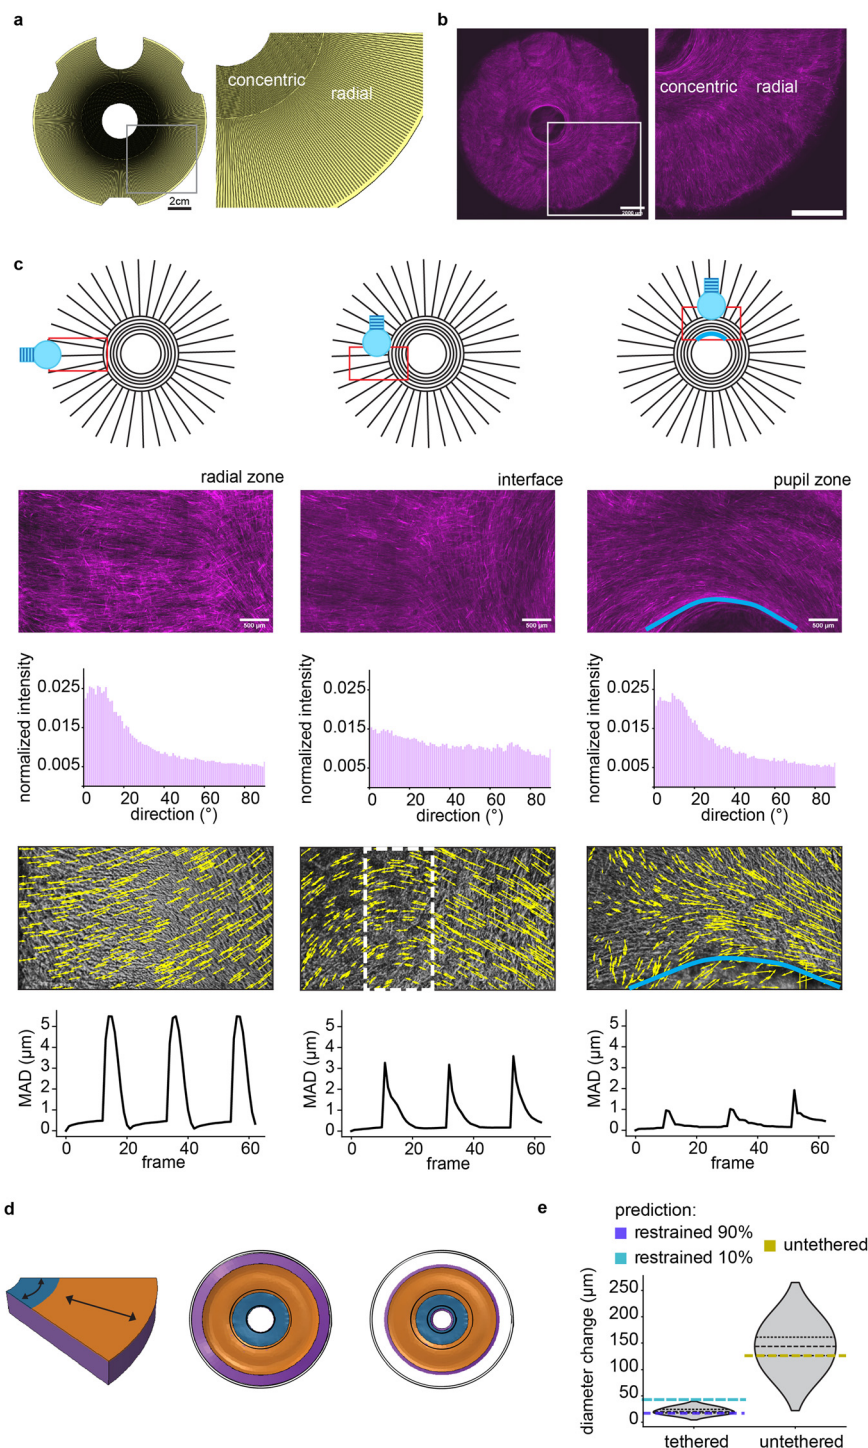 a
concentric
radial
2cm
b
concentric radial
2000 µm
c
radial zone
interface
pupil zone
500 µm
500 µm
500 µm
normalized intensity
0.025
0.015
0.005
0 20 40 60 80
direction (°)
normalized intensity
0.025
0.015
0.005
0 20 40 60 80
direction (°)
normalized intensity
0.025
0.015
0.005
0 20 40 60 80
direction (°)
MAD (µm)
5
4
3
2
1
0
0 20 40 60
frame
MAD (µm)
5
4
3
2
1
0
0 20 40 60
frame
MAD (µm)
5
4
3
2
1
0
0 20 40 60
frame
d
e
prediction:
restrained 90%
restrained 10%
untethered
diameter change (µm)
250
200
150
100
50
0
tethered
untethered